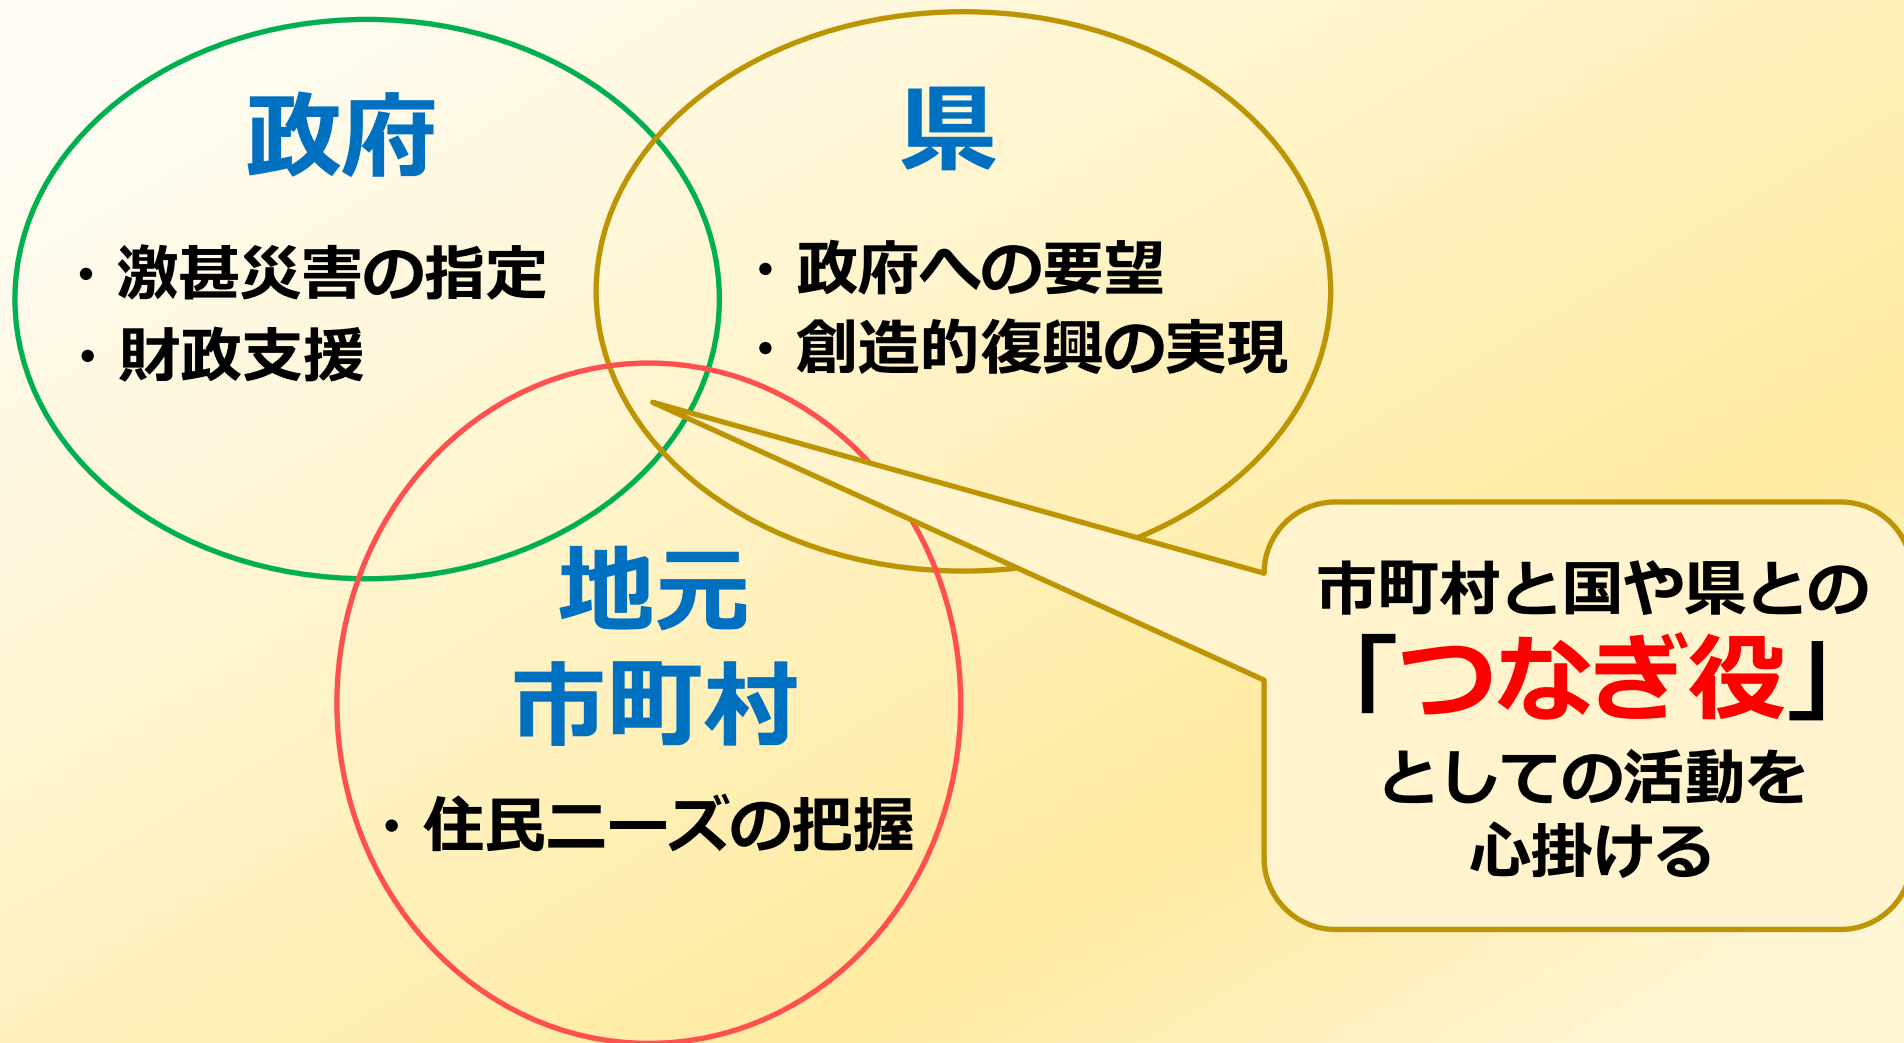 政府
・激甚災害の指定
・財政支援
県
・政府への要望
・創造的復興の実現
地元
市町村
・住民ニーズの把握
市町村と国や県との
「つなぎ役」
としての活動を
心掛ける